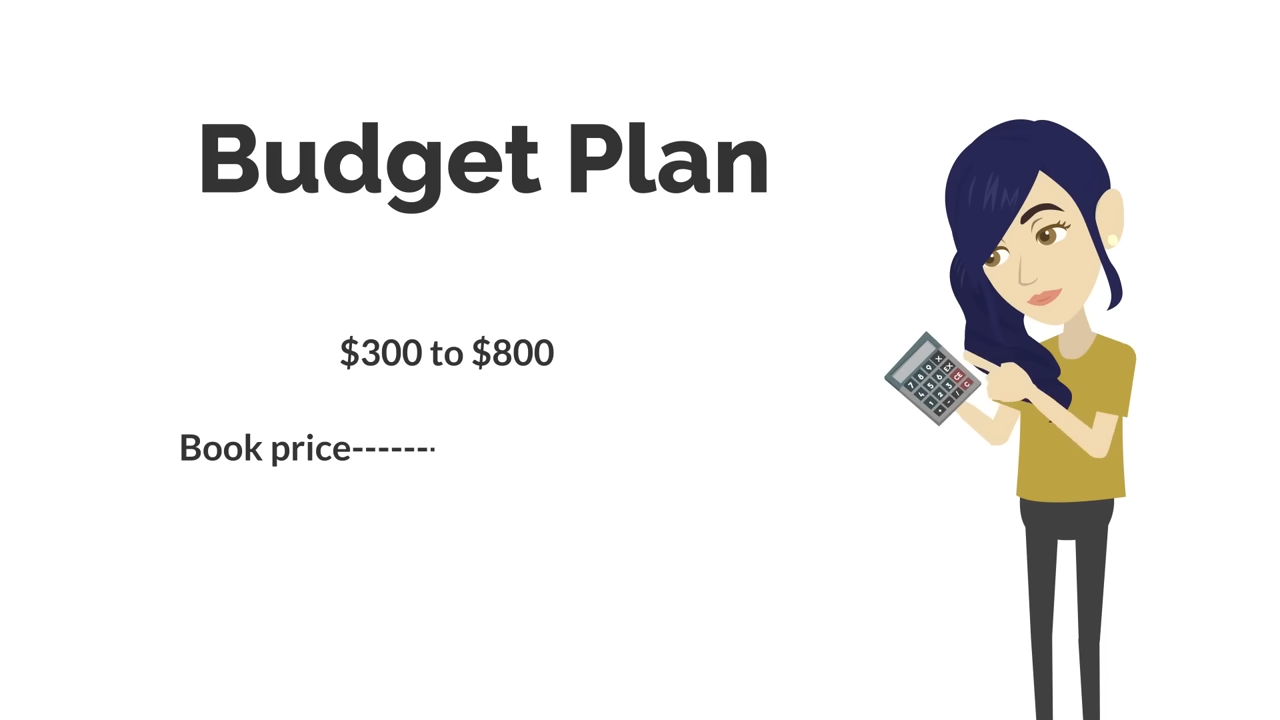 Budget Plan
$300 to $800
Book price------